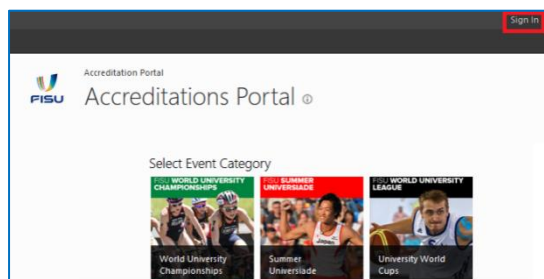 Sign In
Accreditation Portal
FISU
Accreditations Portal
Select Event Category
FISU WORLD UNIVERSITY
CHAMPIONSHIPS
FISU SUMMER
UNIVERSIADE
FISU WORLD UNIVERSITY
LEAGUE
World University
Championships
Summer
Universiade
University World
Cups